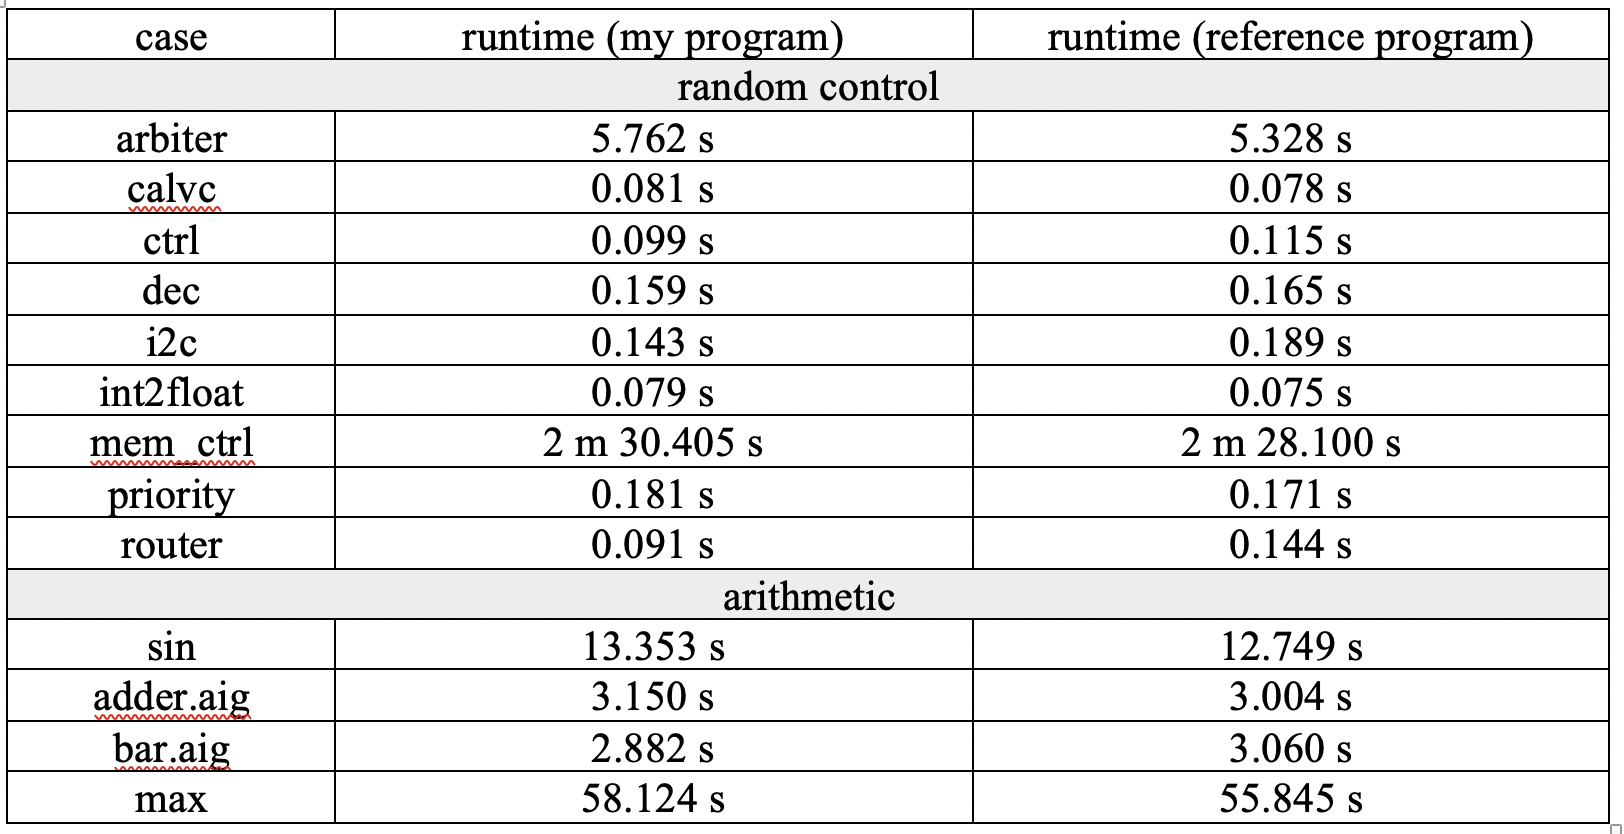 case runtime (my program) runtime (reference program)
random control
arbiter 5.762 s 5.328 s
calvc 0.081 s 0.078 s
ctrl 0.099 s 0.115 s
dec 0.159 s 0.165 s
i2c 0.143 s 0.189 s
int2float 0.079 s 0.075 s
mem_ctrl 2 m 30.405 s 2 m 28.100 s
priority 0.181 s 0.171 s
router 0.091 s 0.144 s
arithmetic
sin 13.353 s 12.749 s
adder.aig 3.150 s 3.004 s
bar.aig 2.882 s 3.060 s
max 58.124 s 55.845 s